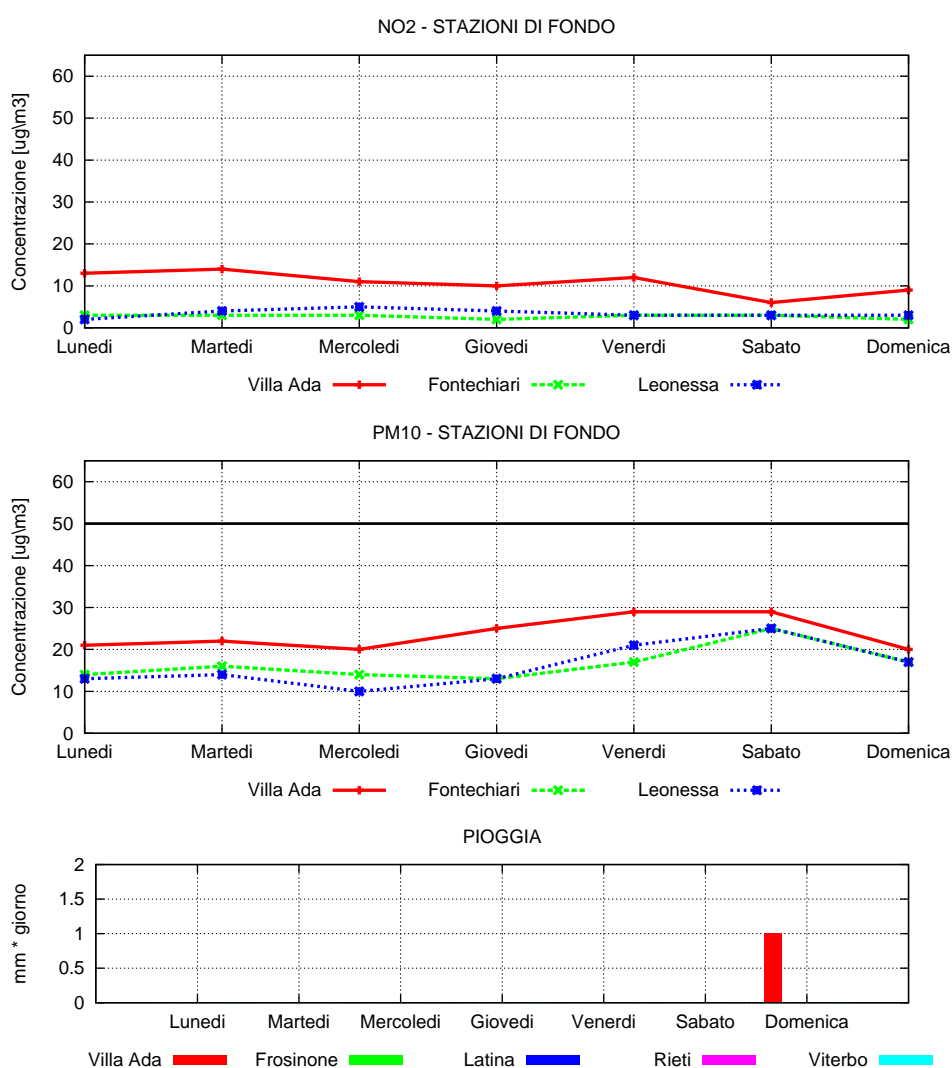 NO2 - STAZIONI DI FONDO
Concentrazione [ug\m3]
60
50
40
30
20
10
0
Lunedi Martedi Mercoledi Giovedi Venerdi Sabato Domenica
Villa Ada Fontechiari Leonessa
PM10 - STAZIONI DI FONDO
Concentrazione [ug\m3]
60
50
40
30
20
10
0
Lunedi Martedi Mercoledi Giovedi Venerdi Sabato Domenica
Villa Ada Fontechiari Leonessa
PIOGGIA
mm * giorno
2
1.5
1
0.5
0
Lunedi Martedi Mercoledi Giovedi Venerdi Sabato Domenica
Villa Ada Frosinone Latina Rieti Viterbo